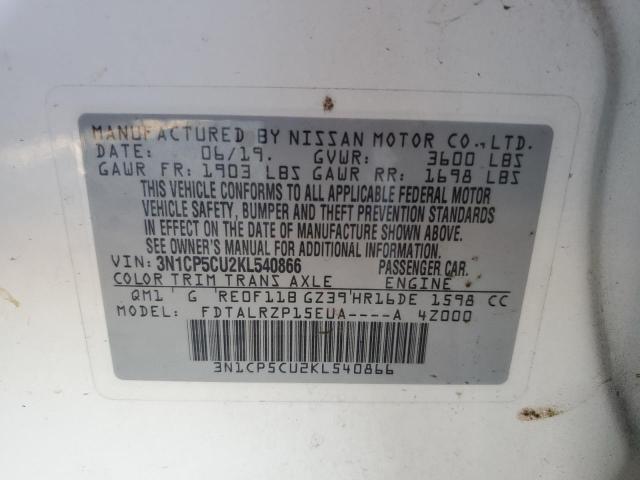 MANUFACTURED BY NISSAN MOTOR CO., LTD.
DATE: 06/19. GVWR: 3600 LBS
GAWR FR: 1903 LBS GAWR RR: 1698 LBS
THIS VEHICLE CONFORMS TO ALL APPLICABLE FEDERAL MOTOR
VEHICLE SAFETY, BUMPER AND THEFT PREVENTION STANDARDS
IN EFFECT ON THE DATE OF MANUFACTURE SHOWN ABOVE.
SEE OWNER'S MANUAL FOR ADDITIONAL INFORMATION.
VIN: 3N1CP5CU2KL540866 PASSENGER CAR.
COLOR TRIM TRANS AXLE ENGINE
QM1 G RE0F11B GZ39 HR16DE 1598 CC
MODEL: FDTALRZP15EUA----A 4Z000
3N1CP5CU2KL540866